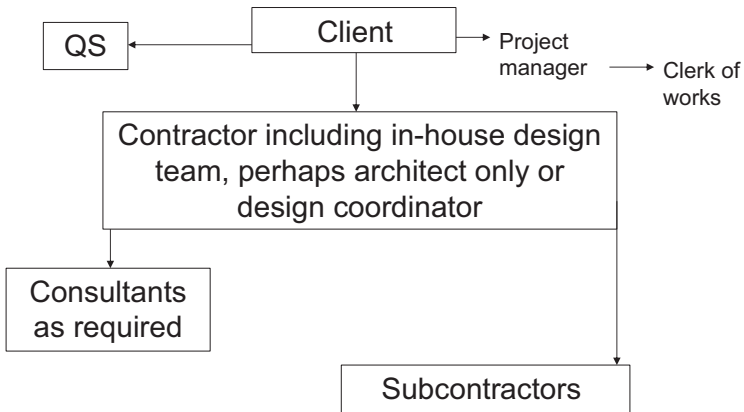 Client
QS
Project
manager
Clerk of
works
Contractor including in-house design
team, perhaps architect only or
design coordinator
Consultants
as required
Subcontractors